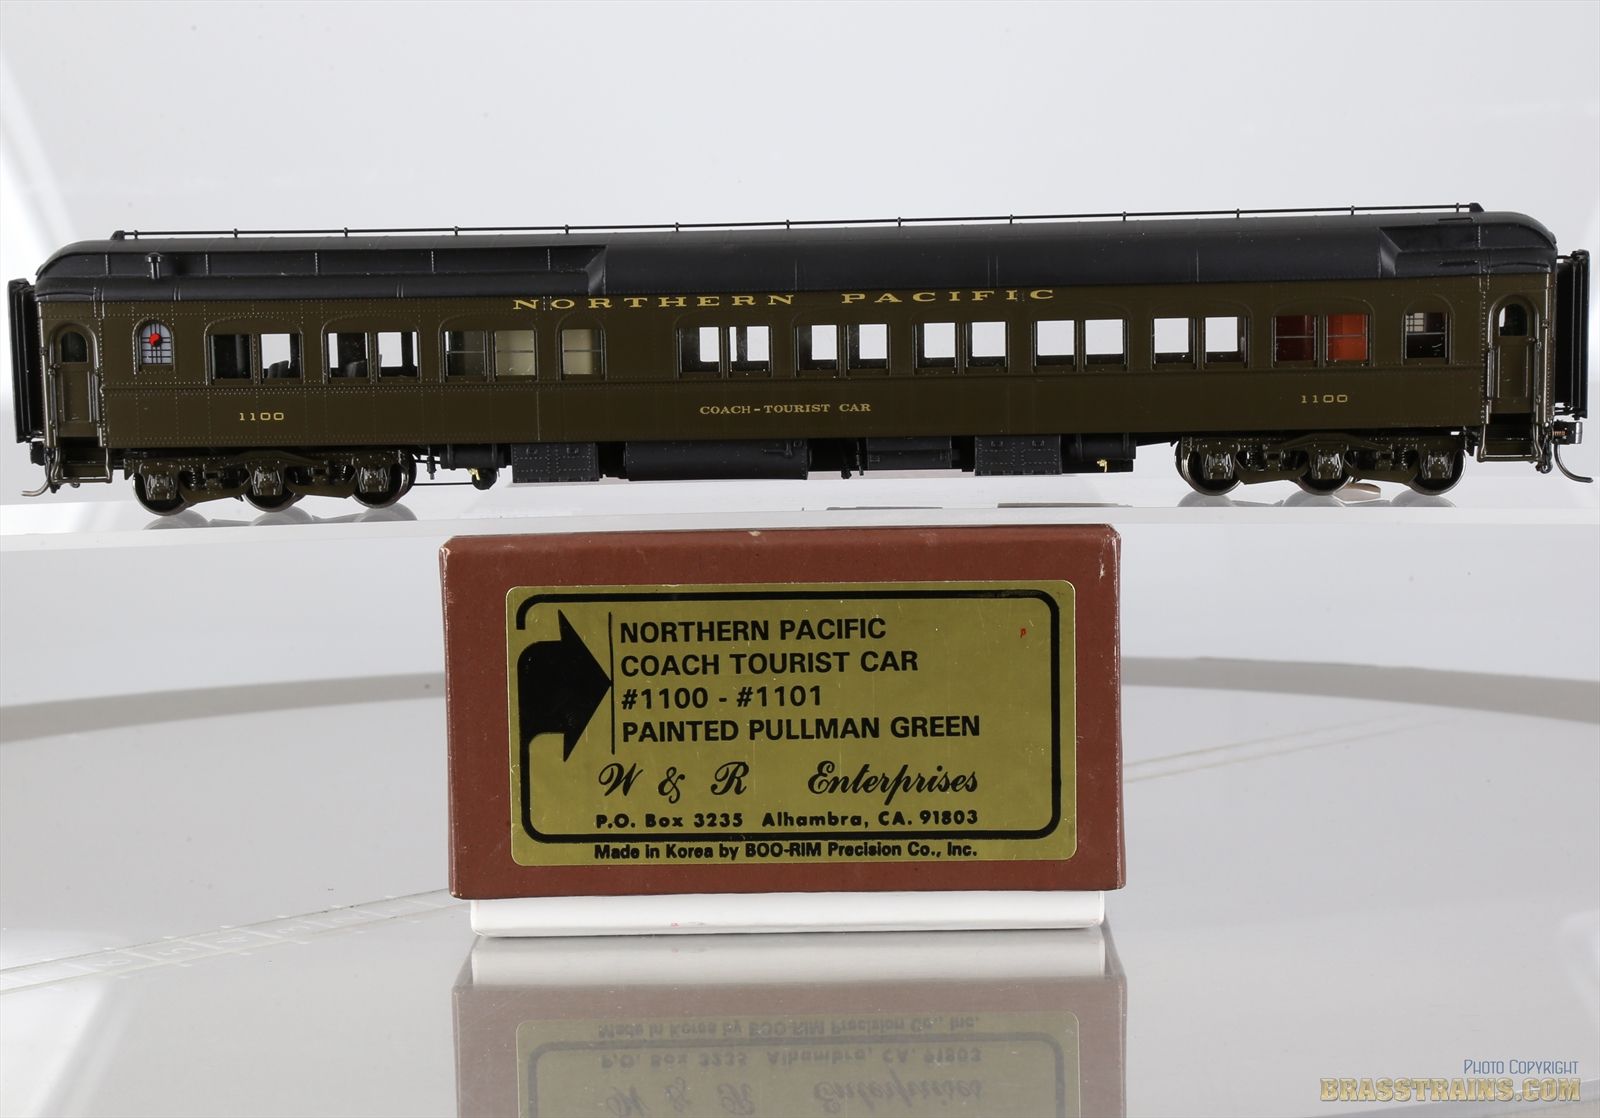 NORTHERN PACIFIC
1100
COACH-TOURIST CAR
1100
NORTHERN PACIFIC
COACH TOURIST CAR
#1100 - #1101
PAINTED PULLMAN GREEN
W & R Enterprises
P.O. Box 3235 Alhambra, CA. 91803
Made in Korea by BOO-RIM Precision Co., Inc.
PHOTO COPYRIGHT
BRASSTRAINS.COM